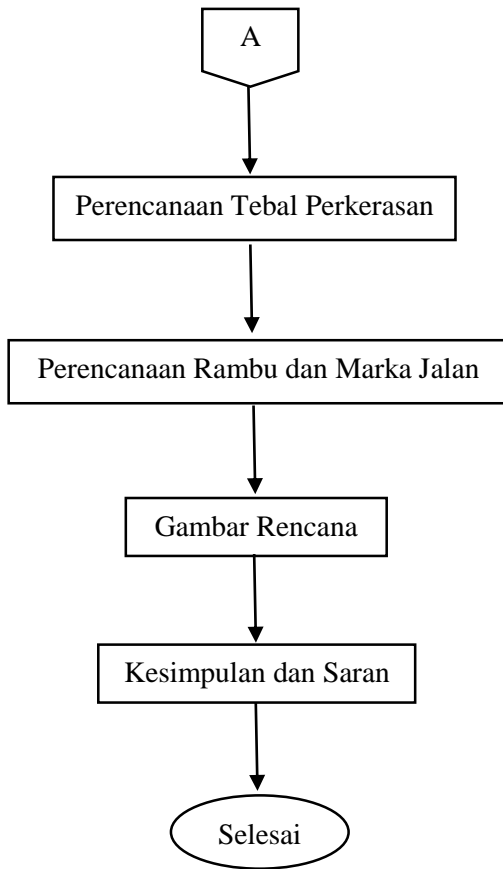 A
Perencanaan Tebal Perkerasan
Perencanaan Rambu dan Marka Jalan
Gambar Rencana
Kesimpulan dan Saran
Selesai